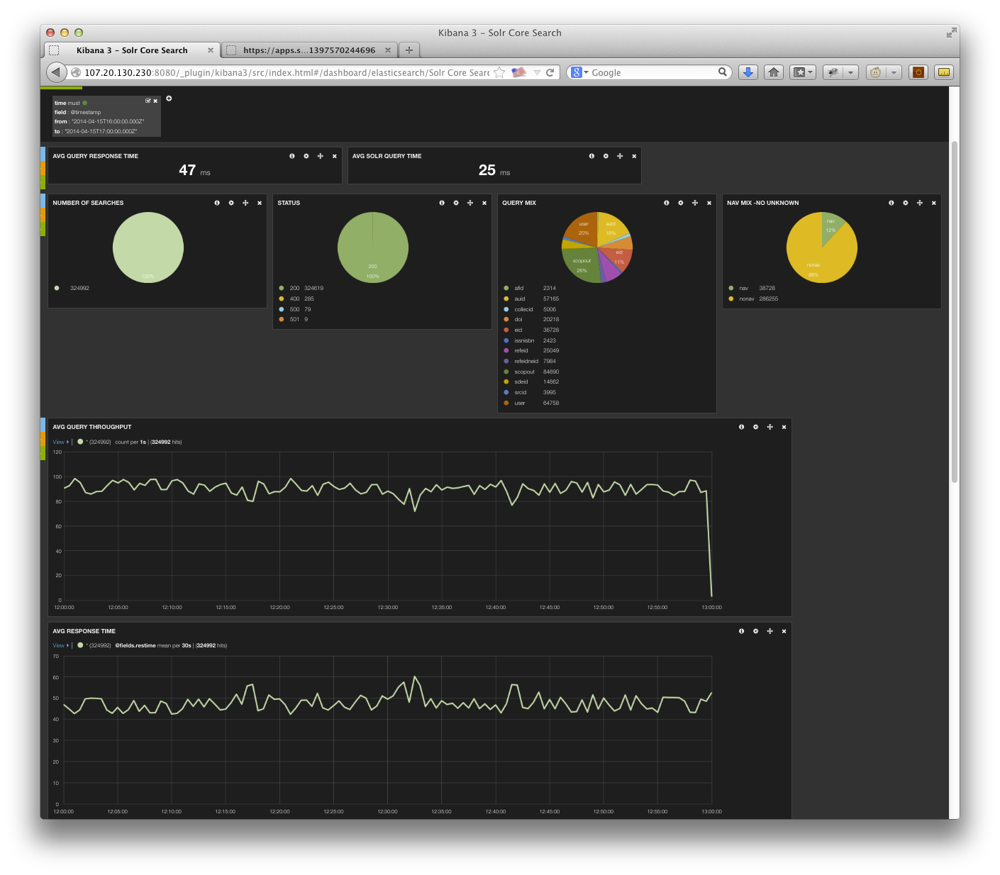 Kibana 3 - Solr Core Search
Kibana 3 - Solr Core Search
https://apps.s...1397570244696
107.20.130.230:8080/_plugin/kibana3/src/index.html#/dashboard/elasticsearch/Solr Core Searc
Google
time must
field : @timestamp
from : "2014-04-15T16:00:00.000Z"
to : "2014-04-15T17:00:00.000Z"
AVG QUERY RESPONSE TIME
47 ms
AVG SOLR QUERY TIME
25 ms
NUMBER OF SEARCHES
100%
324992
STATUS
200
100%
200 324619
400 285
500 79
501 9
QUERY MIX
user
20%
auid
18%
eid
11%
scopout
26%
afid 2314
auid 57165
collecid 5006
doi 20218
eid 36728
issnisbn 2423
refeid 25049
refeidneid 7984
scopout 84690
sdeid 14662
srcid 3995
user 64758
NAV MIX -NO UNKNOWN
nav
12%
nonav
88%
nav 38728
nonav 286255
AVG QUERY THROUGHPUT
View | * (324992) count per 1s | (324992 hits)
120
100
80
60
40
20
0
12:00:00 12:05:00 12:10:00 12:15:00 12:20:00 12:25:00 12:30:00 12:35:00 12:40:00 12:45:00 12:50:00 12:55:00 13:00:00
AVG RESPONSE TIME
View | * (324992) @fields.restime mean per 30s | (324992 hits)
70
60
50
40
30
20
10
0
12:00:00 12:05:00 12:10:00 12:15:00 12:20:00 12:25:00 12:30:00 12:35:00 12:40:00 12:45:00 12:50:00 12:55:00 13:00:00